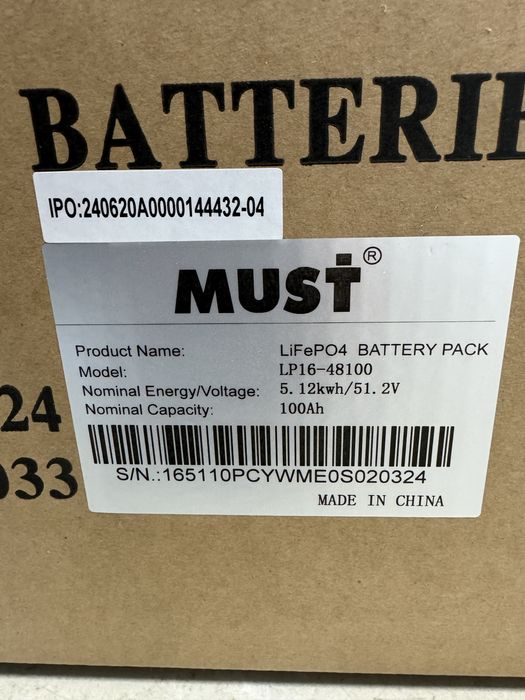 BATTERIE
IPO:240620A0000144432-04
MUST®
Product Name: LiFePO4 BATTERY PACK
Model: LP16-48100
Nominal Energy/Voltage: 5.12kwh/51.2V
Nominal Capacity: 100Ah
24
033
S/N.:165110PCYWME0S020324
MADE IN CHINA